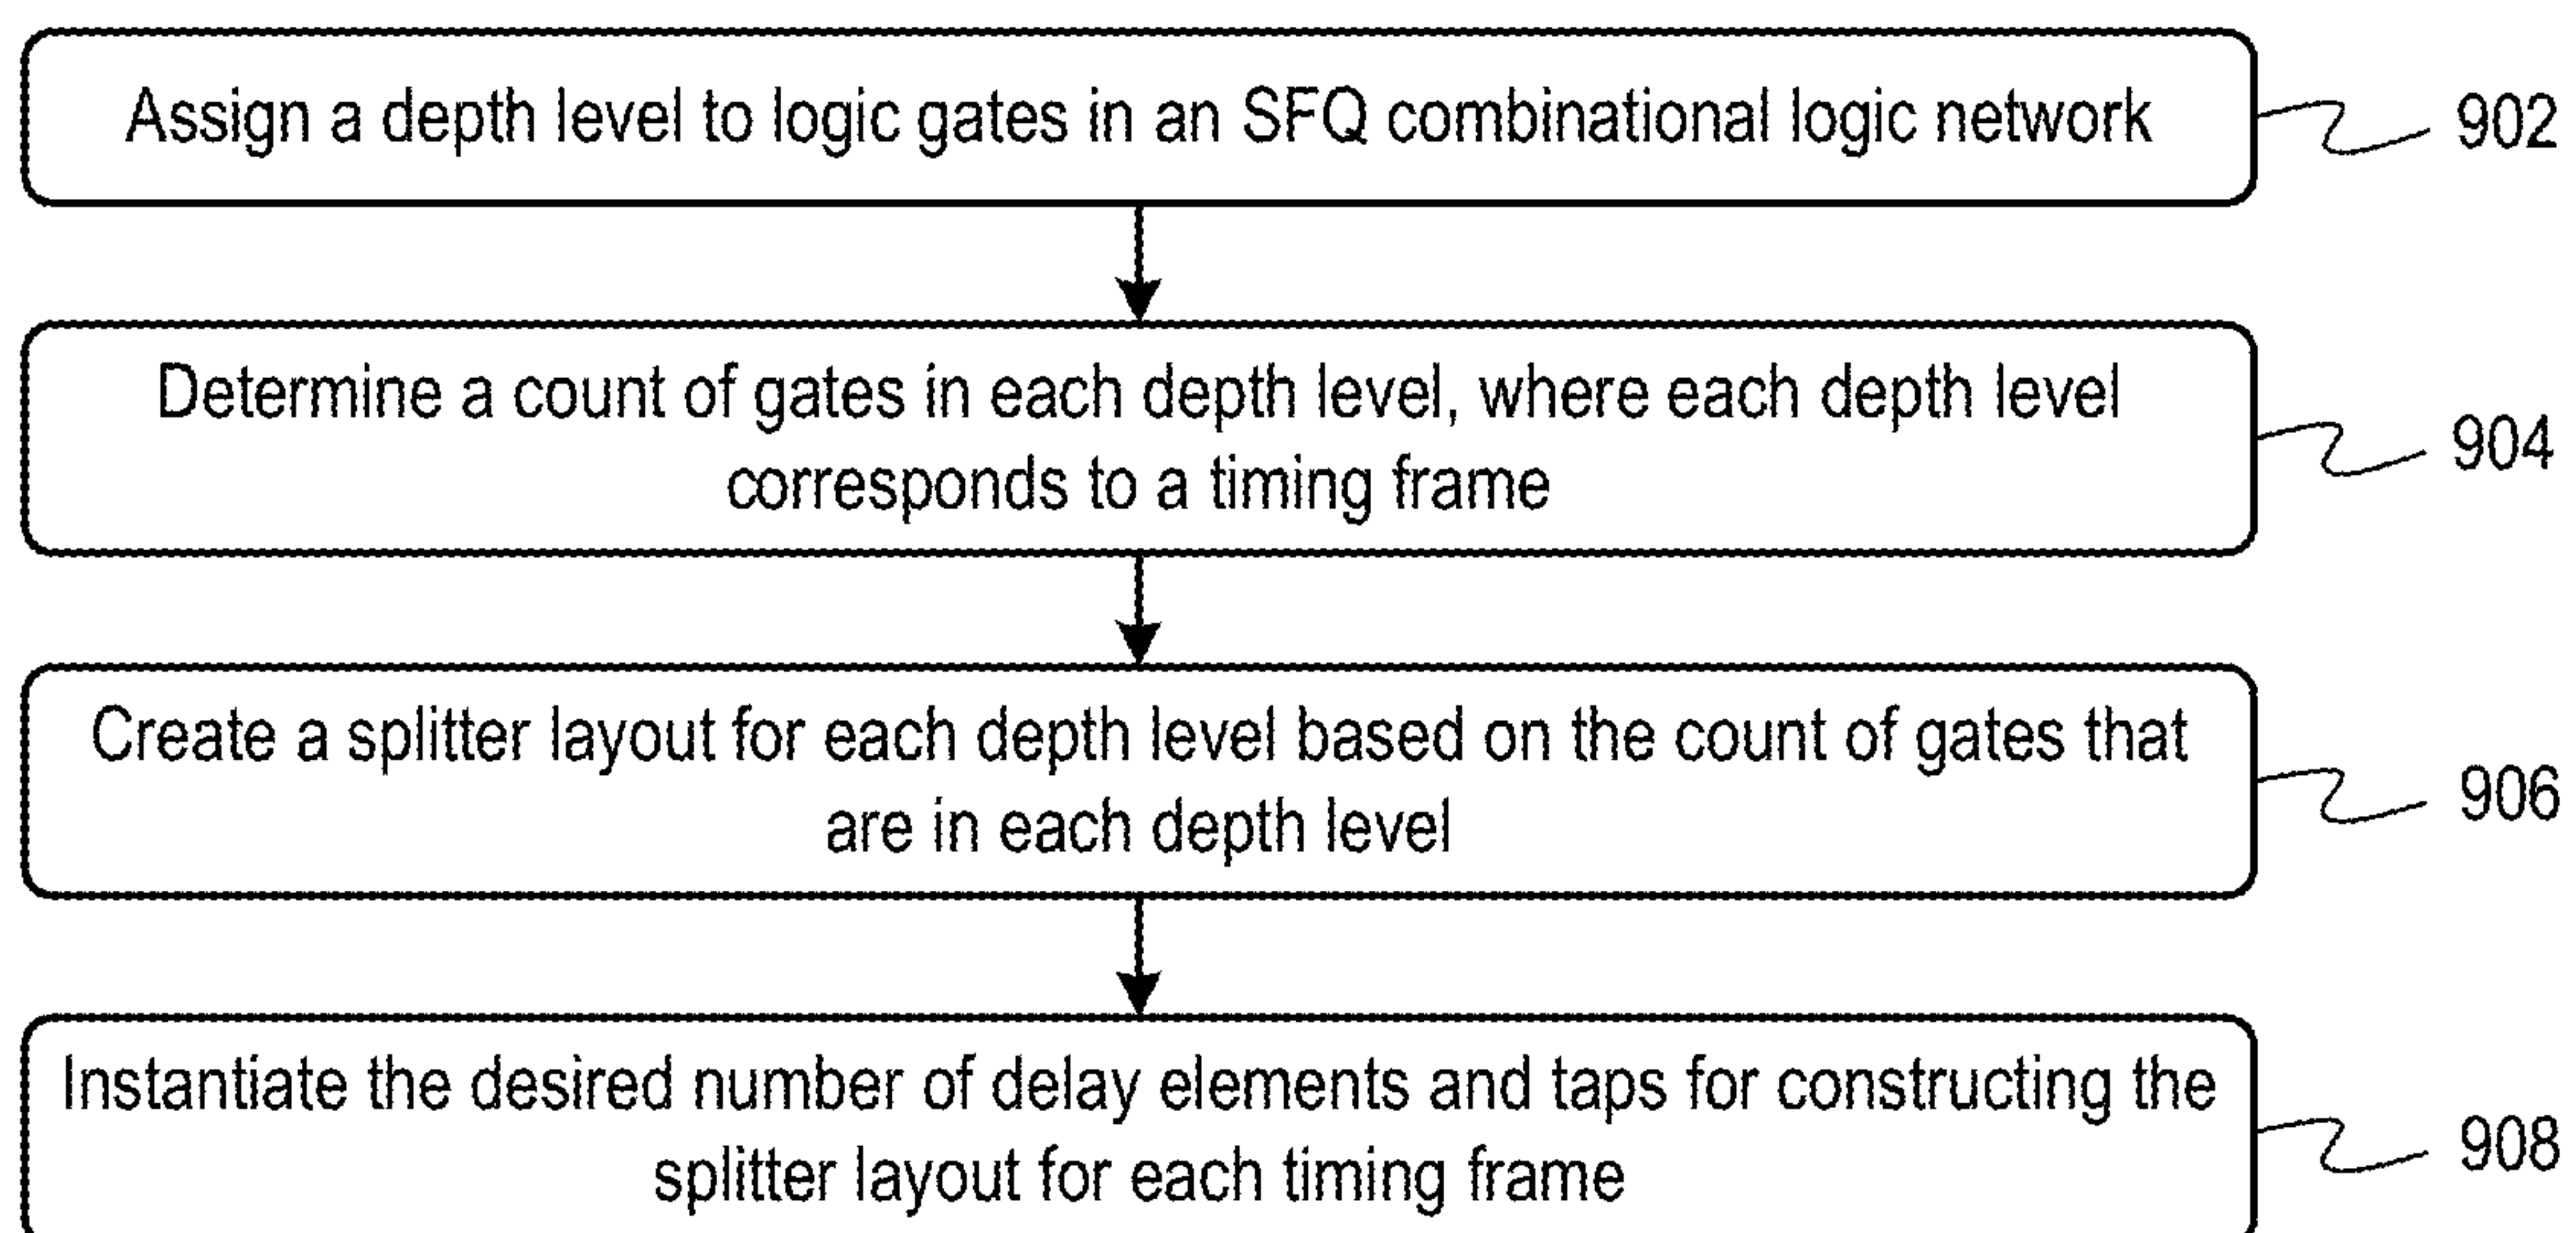 Assign a depth level to logic gates in an SFQ combinational logic network
902
Determine a count of gates in each depth level, where each depth level
corresponds to a timing frame
904
Create a splitter layout for each depth level based on the count of gates that
are in each depth level
906
Instantiate the desired number of delay elements and taps for constructing the
splitter layout for each timing frame
908